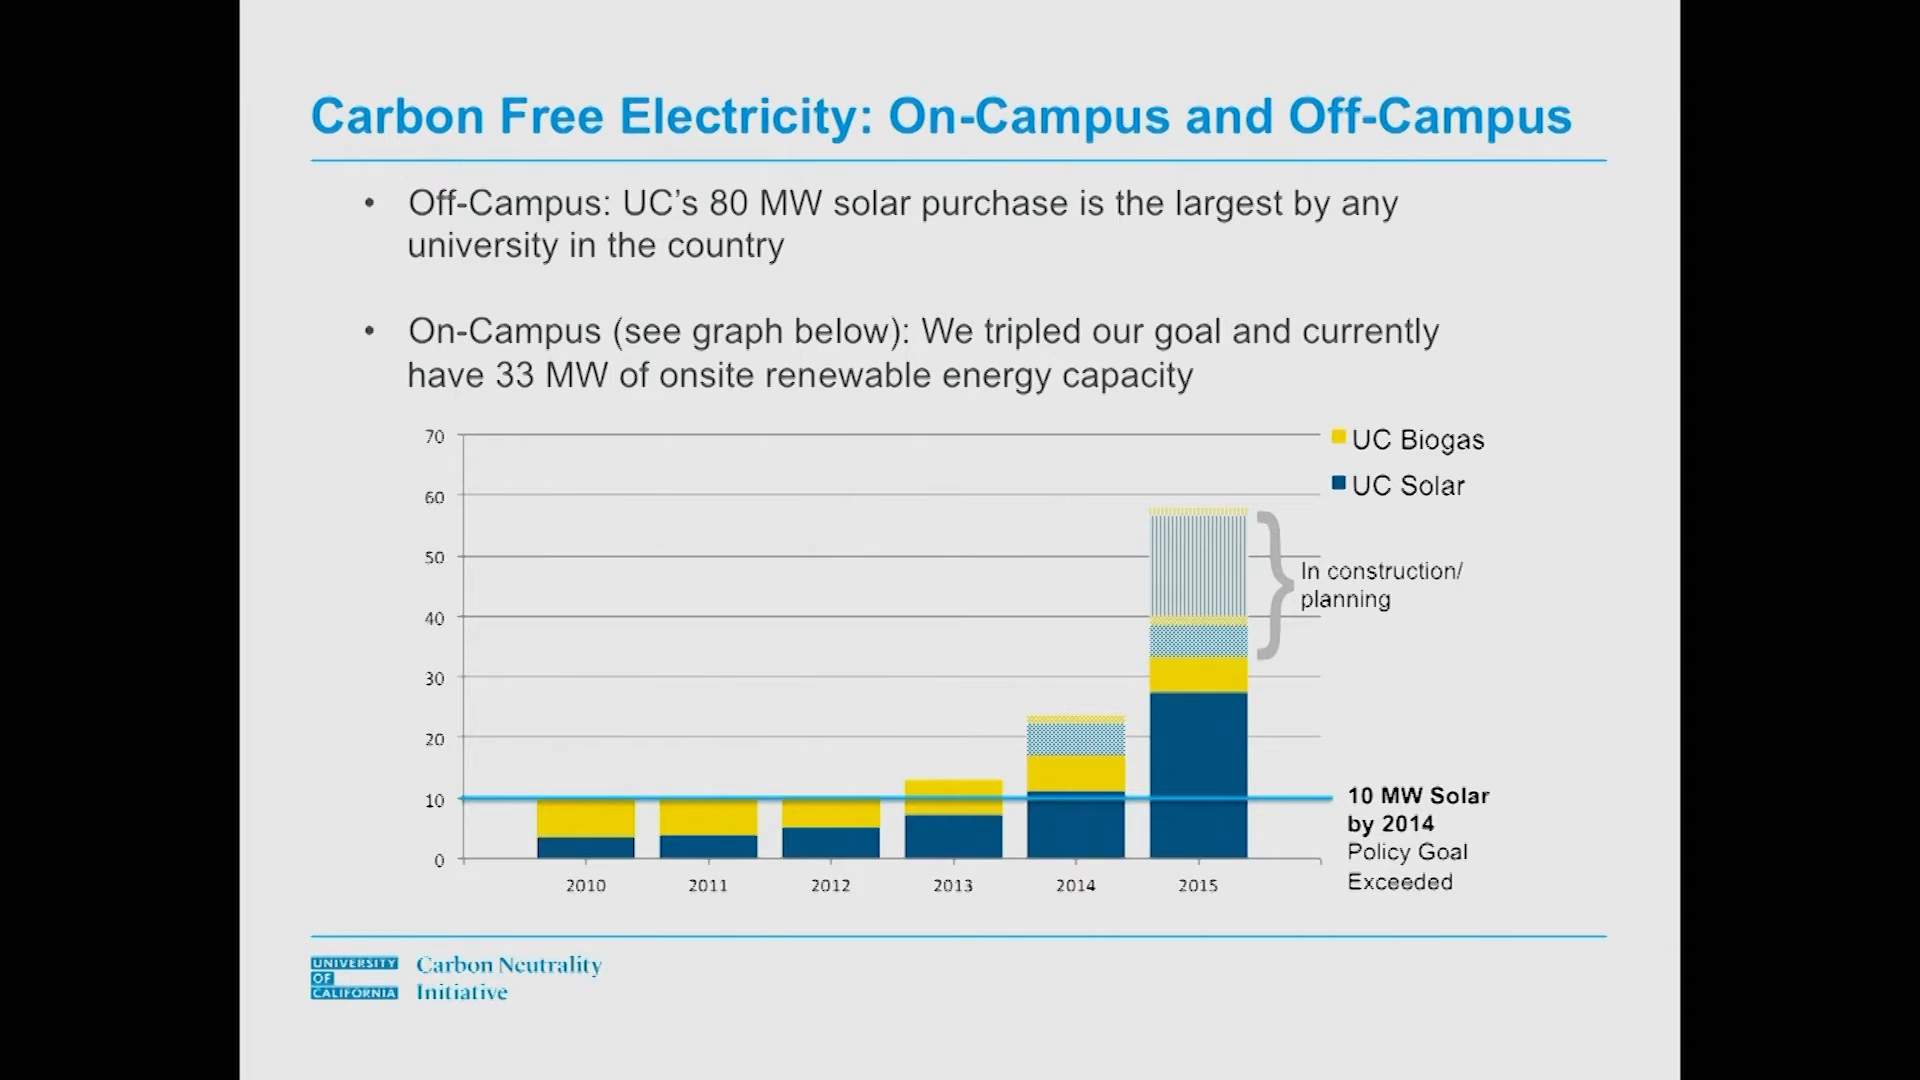 Carbon Free Electricity: On-Campus and Off-Campus
• Off-Campus: UC’s 80 MW solar purchase is the largest by any
university in the country
• On-Campus (see graph below): We tripled our goal and currently
have 33 MW of onsite renewable energy capacity
70
60
50
40
30
20
10
0
2010
2011
2012
2013
2014
2015
UC Biogas
UC Solar
In construction/
planning
10 MW Solar
by 2014
Policy Goal
Exceeded
UNIVERSITY
OF
CALIFORNIA
Carbon Neutrality
Initiative